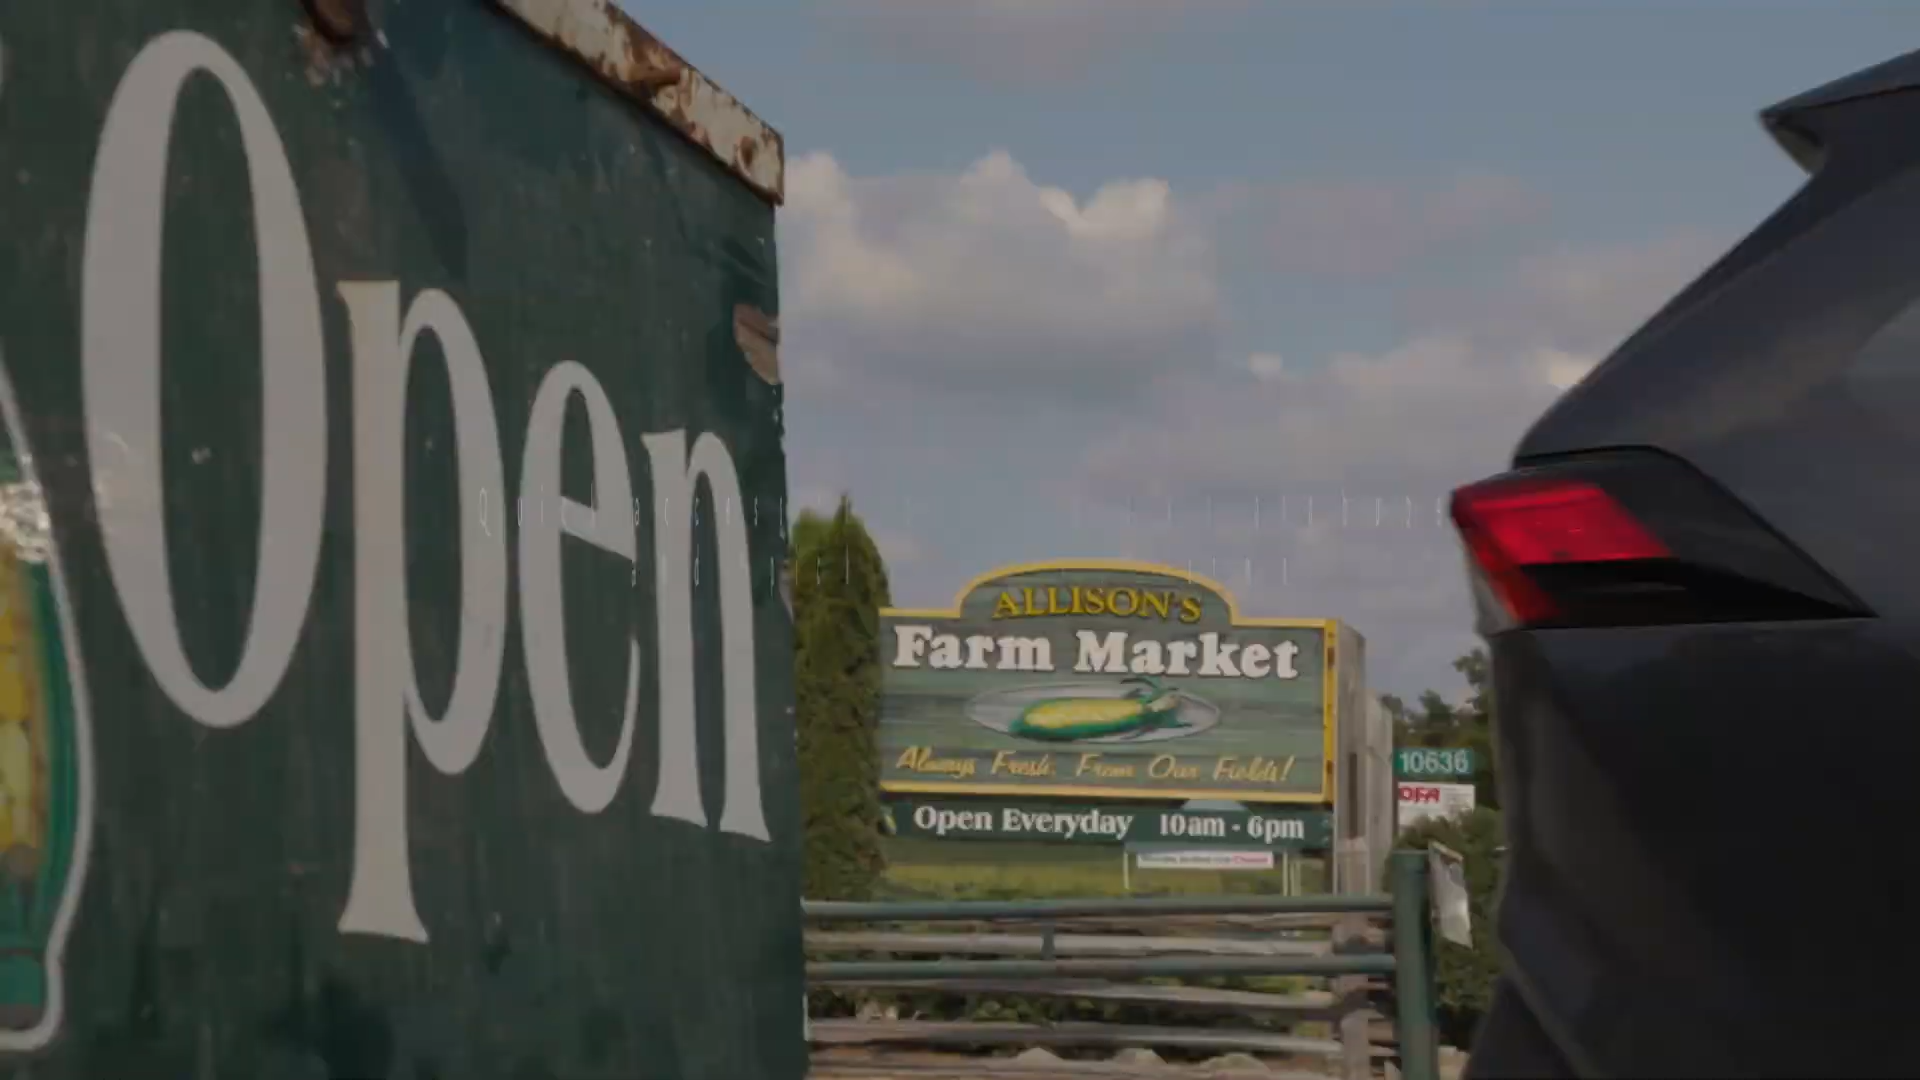 Open
ALLISON'S
Farm Market
Always Fresh, From Our Fields!
Open Everyday 10am - 6pm
10636
OFA